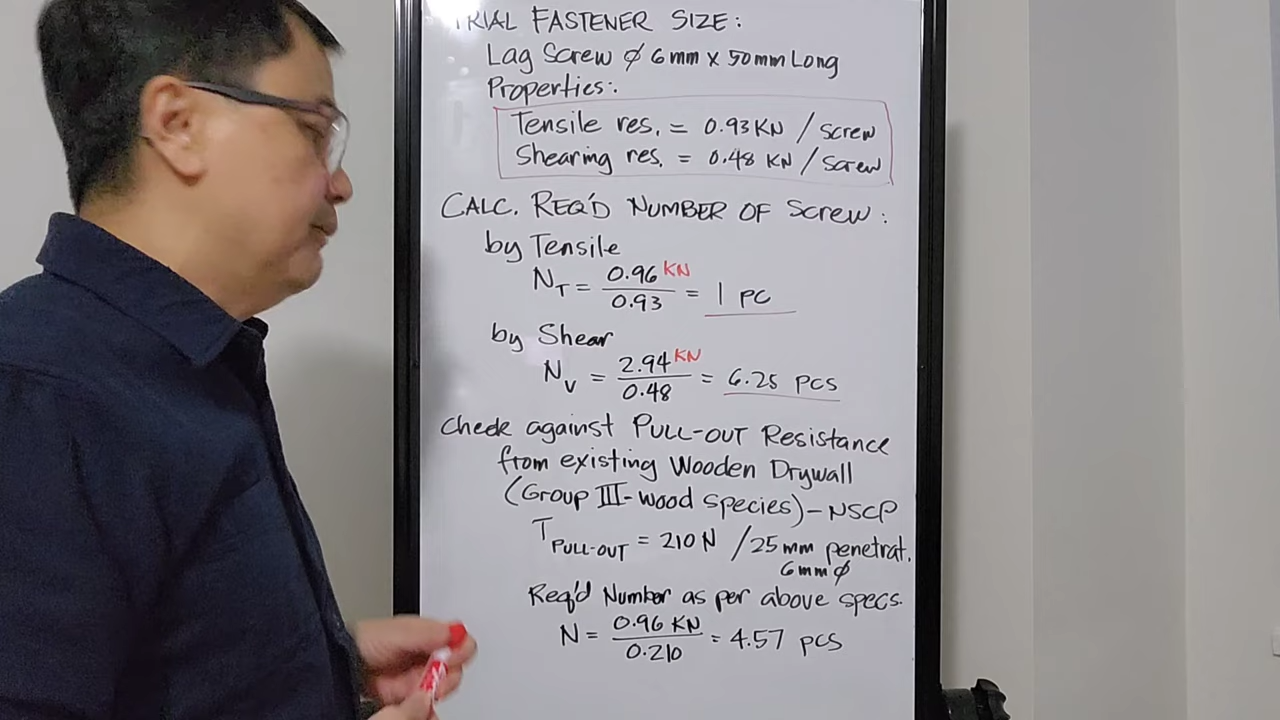 TRIAL FASTENER SIZE:
Lag Screw ϕ 6mm x 50mm Long
Properties:
Tensile res. = 0.93 KN / screw
Shearing res. = 0.48 KN / screw
CALC. REQ'D NUMBER OF Screw:
by Tensile
N_T = 0.96 KN / 0.93 = 1 pc
by Shear
N_V = 2.94 KN / 0.48 = 6.25 pcs
Check against PULL-OUT Resistance
from existing Wooden Drywall
(Group III-wood species) - NSCP
T_PULL-OUT = 210 N / 25 mm penetrat.
6mm ϕ
Req'd Number as per above specs.
N = 0.96 KN / 0.210 = 4.57 pcs